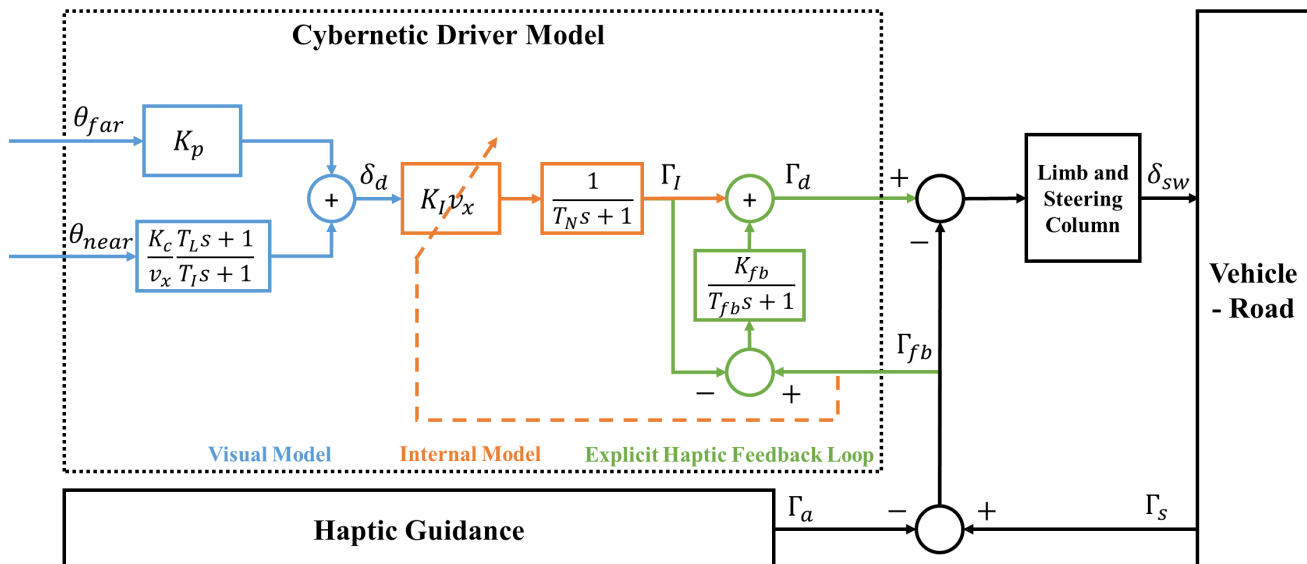 Cybernetic Driver Model
θ_far
K_p
θ_near
K_c/v_x (T_L s + 1)/(T_I s + 1)
+
δ_d
K_I v_x
1/(T_N s + 1)
Γ_I
+
Γ_d
K_fb/(T_fb s + 1)
−
+
+
−
Γ_fb
Limb and
Steering
Column
δ_sw
Vehicle
- Road
Visual Model
Internal Model
Explicit Haptic Feedback Loop
Haptic Guidance
Γ_a
−
+
Γ_s